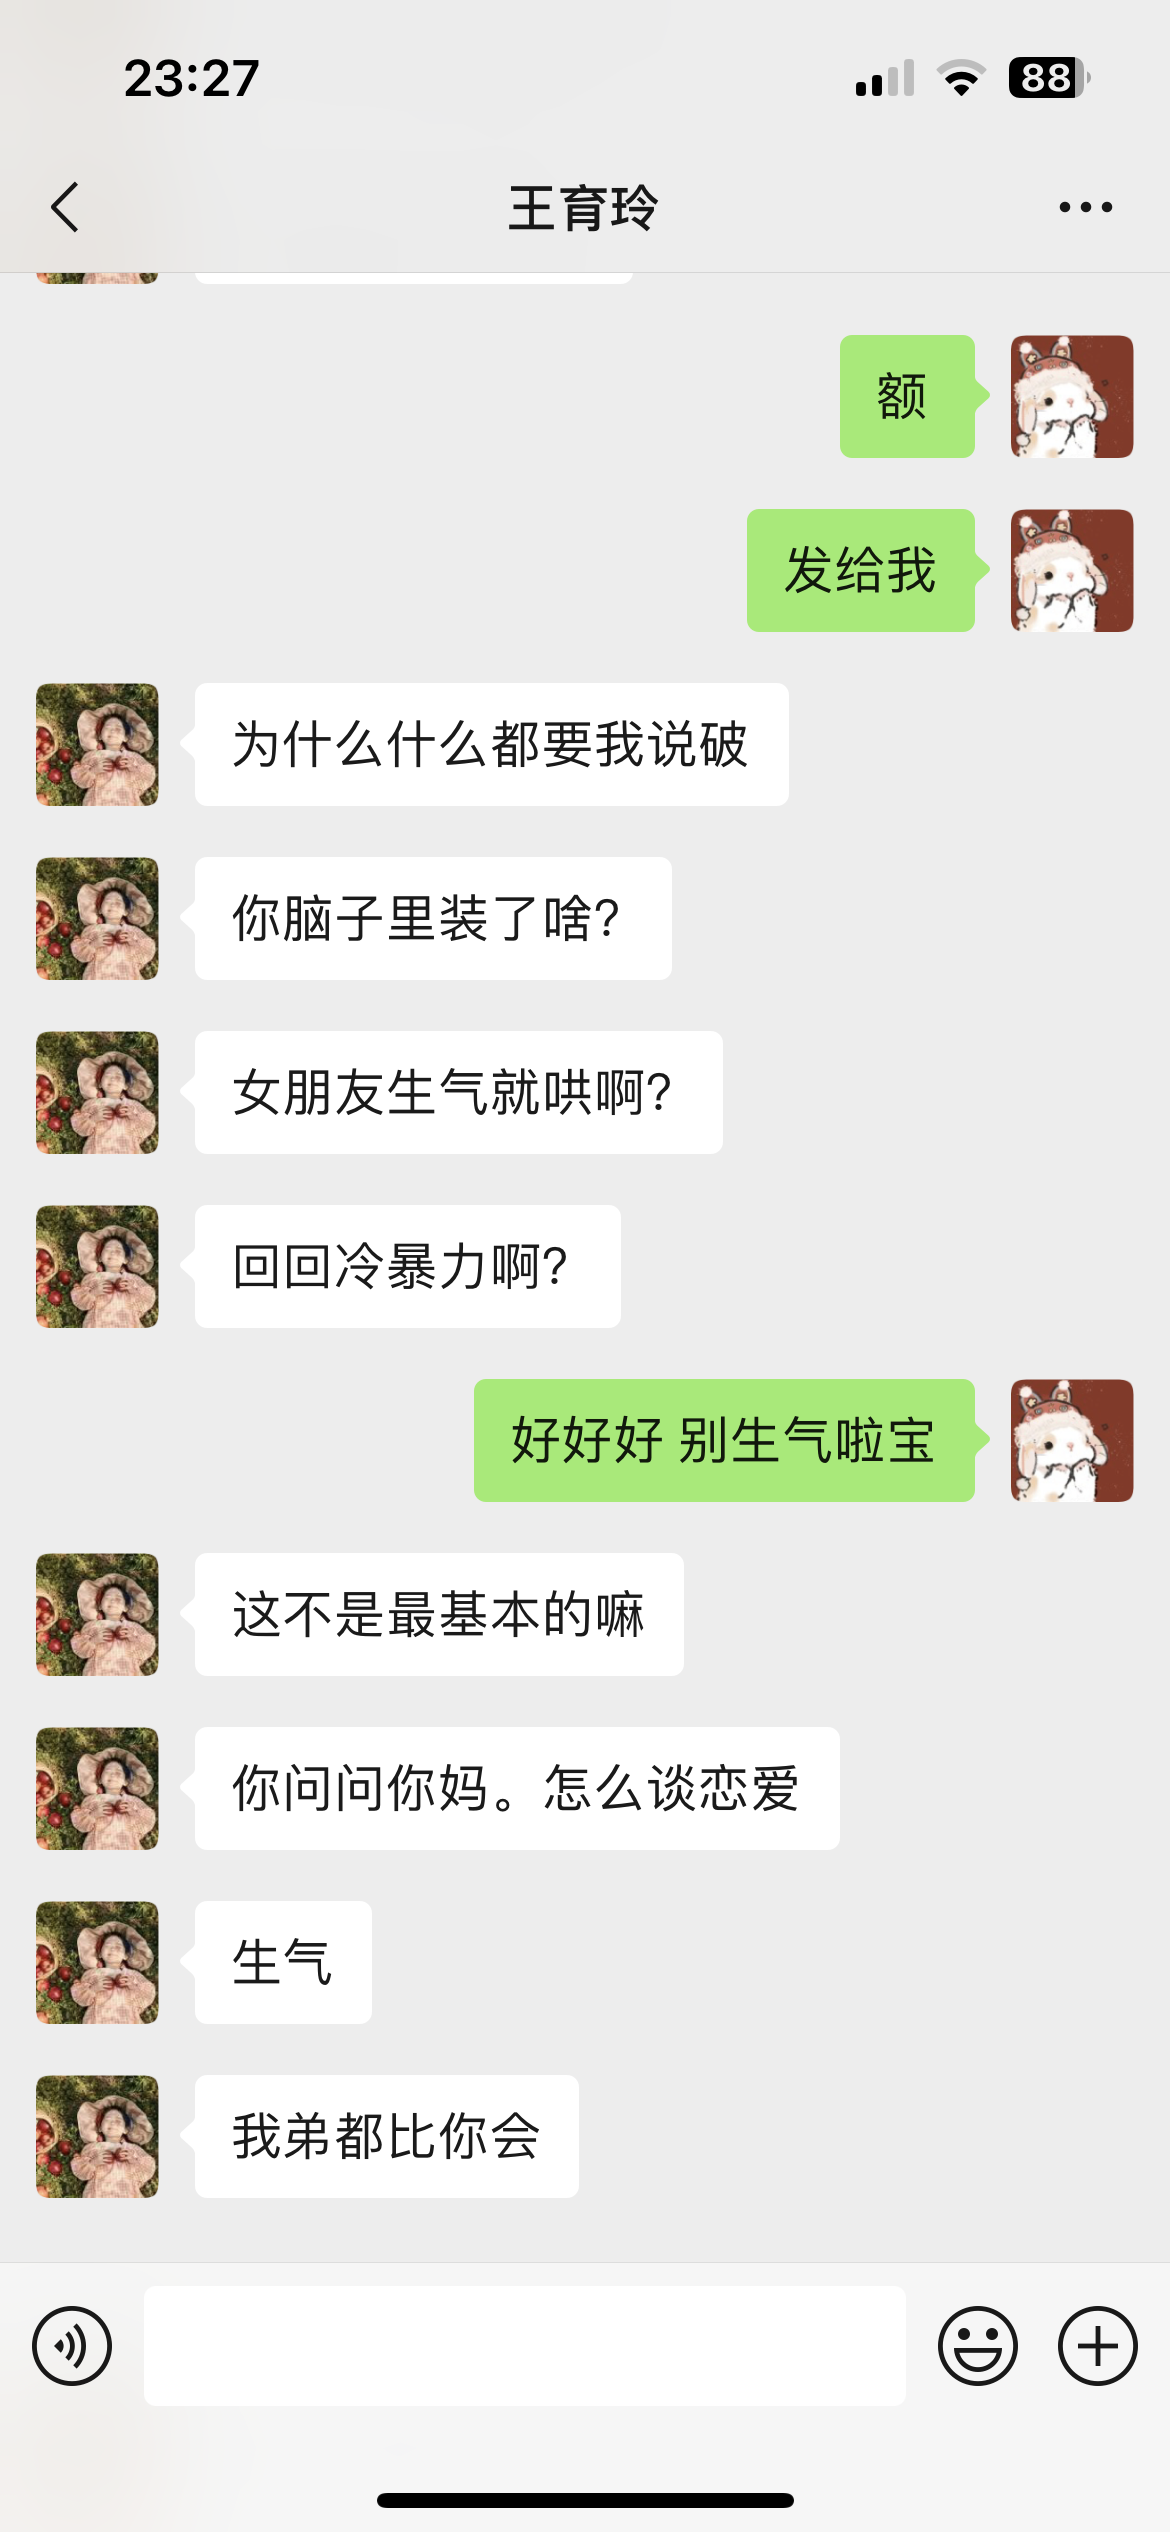 23:27
88
王育玲
额
发给我
为什么什么都要我说破
你脑子里装了啥?
女朋友生气就哄啊?
回回冷暴力啊?
好好好 别生气啦宝
这不是最基本的嘛
你问问你妈。怎么谈恋爱
生气
我弟都比你会